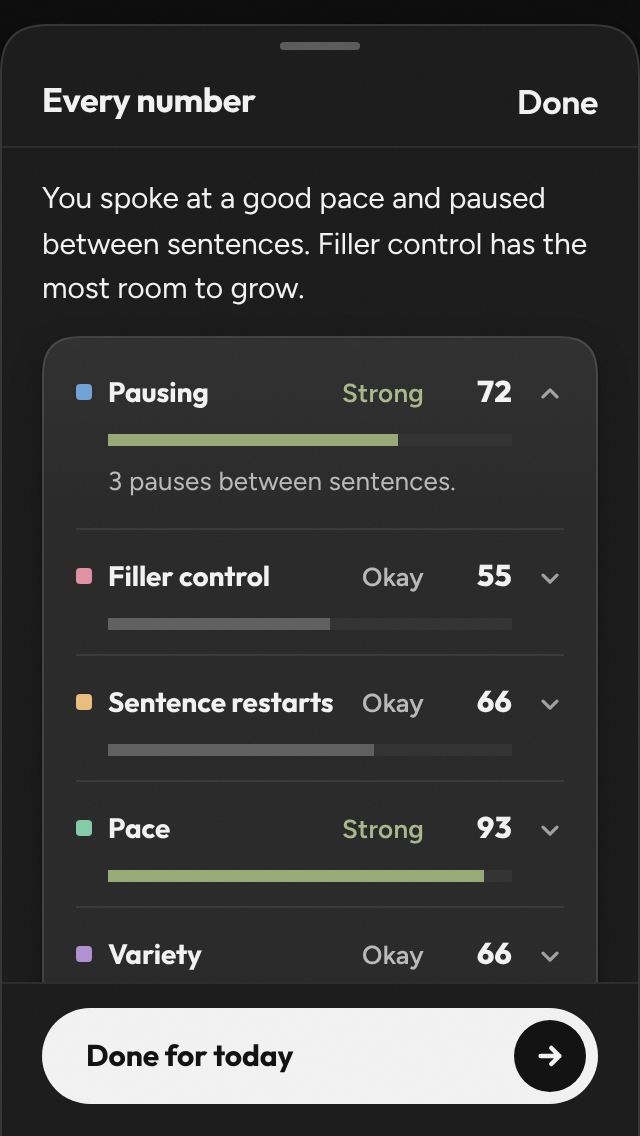 Every number
Done
You spoke at a good pace and paused
between sentences. Filler control has the
most room to grow.
Pausing Strong 72
3 pauses between sentences.
Filler control Okay 55
Sentence restarts Okay 66
Pace Strong 93
Variety Okay 66
Done for today